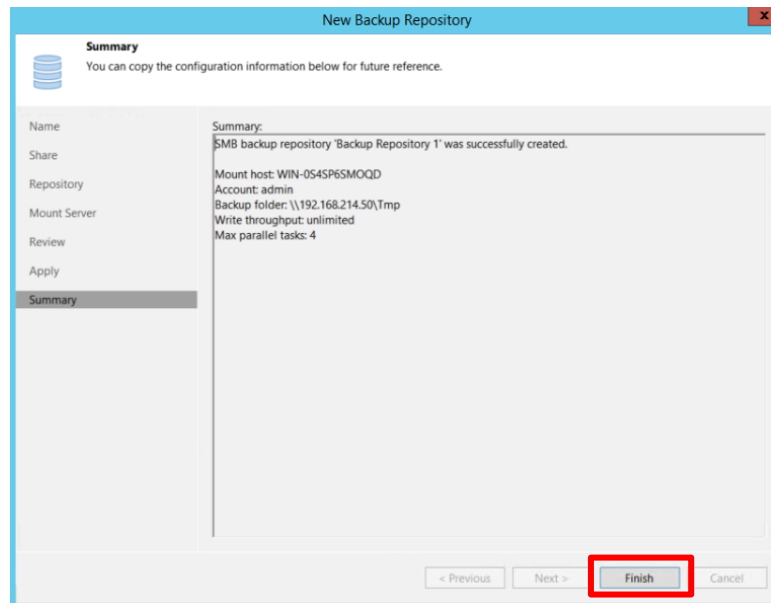 New Backup Repository
x
Summary
You can copy the configuration information below for future reference.
Name
Share
Repository
Mount Server
Review
Apply
Summary
Summary:
SMB backup repository 'Backup Repository 1' was successfully created.
Mount host: WIN-0S4SP6SMOQD
Account: admin
Backup folder: \\192.168.214.50\Tmp
Write throughput: unlimited
Max parallel tasks: 4
< Previous
Next >
Finish
Cancel